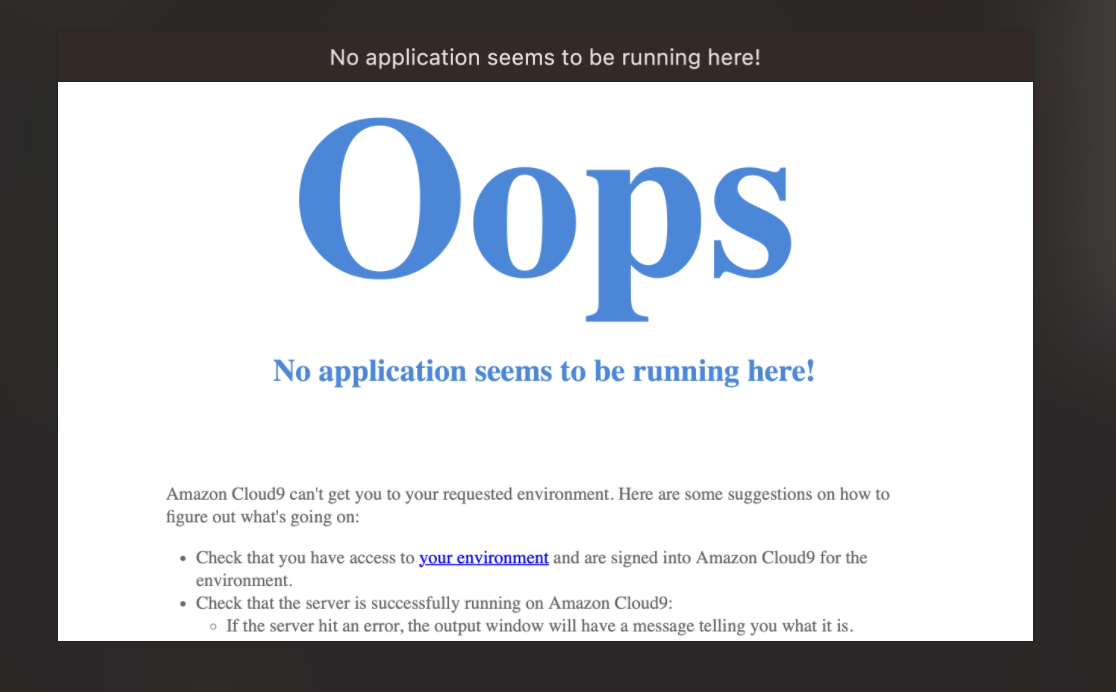 No application seems to be running here!
Oops
No application seems to be running here!
Amazon Cloud9 can't get you to your requested environment. Here are some suggestions on how to
figure out what's going on:
• Check that you have access to your environment and are signed into Amazon Cloud9 for the
environment.
• Check that the server is successfully running on Amazon Cloud9:
◦ If the server hit an error, the output window will have a message telling you what it is.